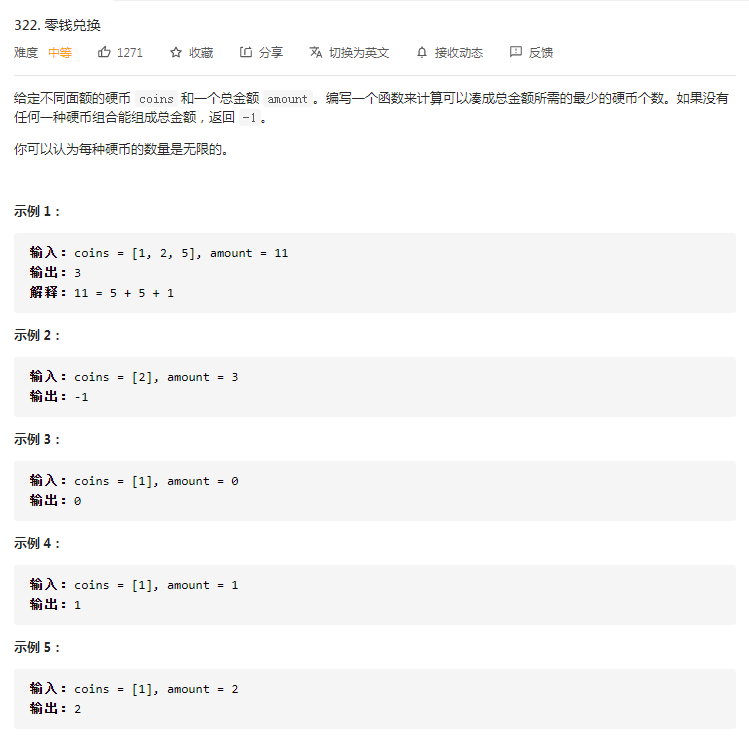 322. 零钱兑换
难度 中等 1271 收藏 分享 切换为英文 接收动态 反馈
给定不同面额的硬币 coins 和一个总金额 amount 。编写一个函数来计算可以凑成总金额所需的最少的硬币个数。如果没有
任何一种硬币组合能组成总金额，返回 -1 。
你可以认为每种硬币的数量是无限的。
示例 1：
输入：coins = [1, 2, 5], amount = 11
输出：3
解释：11 = 5 + 5 + 1
示例 2：
输入：coins = [2], amount = 3
输出：-1
示例 3：
输入：coins = [1], amount = 0
输出：0
示例 4：
输入：coins = [1], amount = 1
输出：1
示例 5：
输入：coins = [1], amount = 2
输出：2